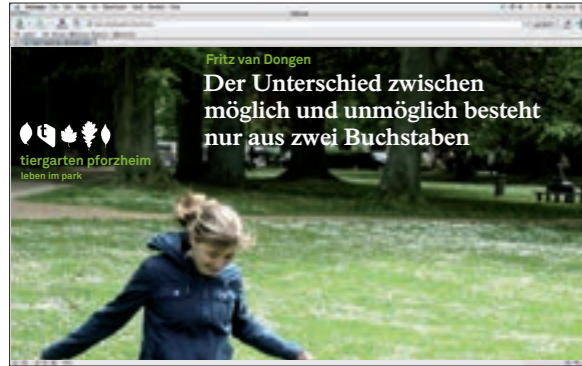 Fritz van Dongen
Der Unterschied zwischen
möglich und unmöglich besteht
nur aus zwei Buchstaben
tiergarten pforzheim
leben im park